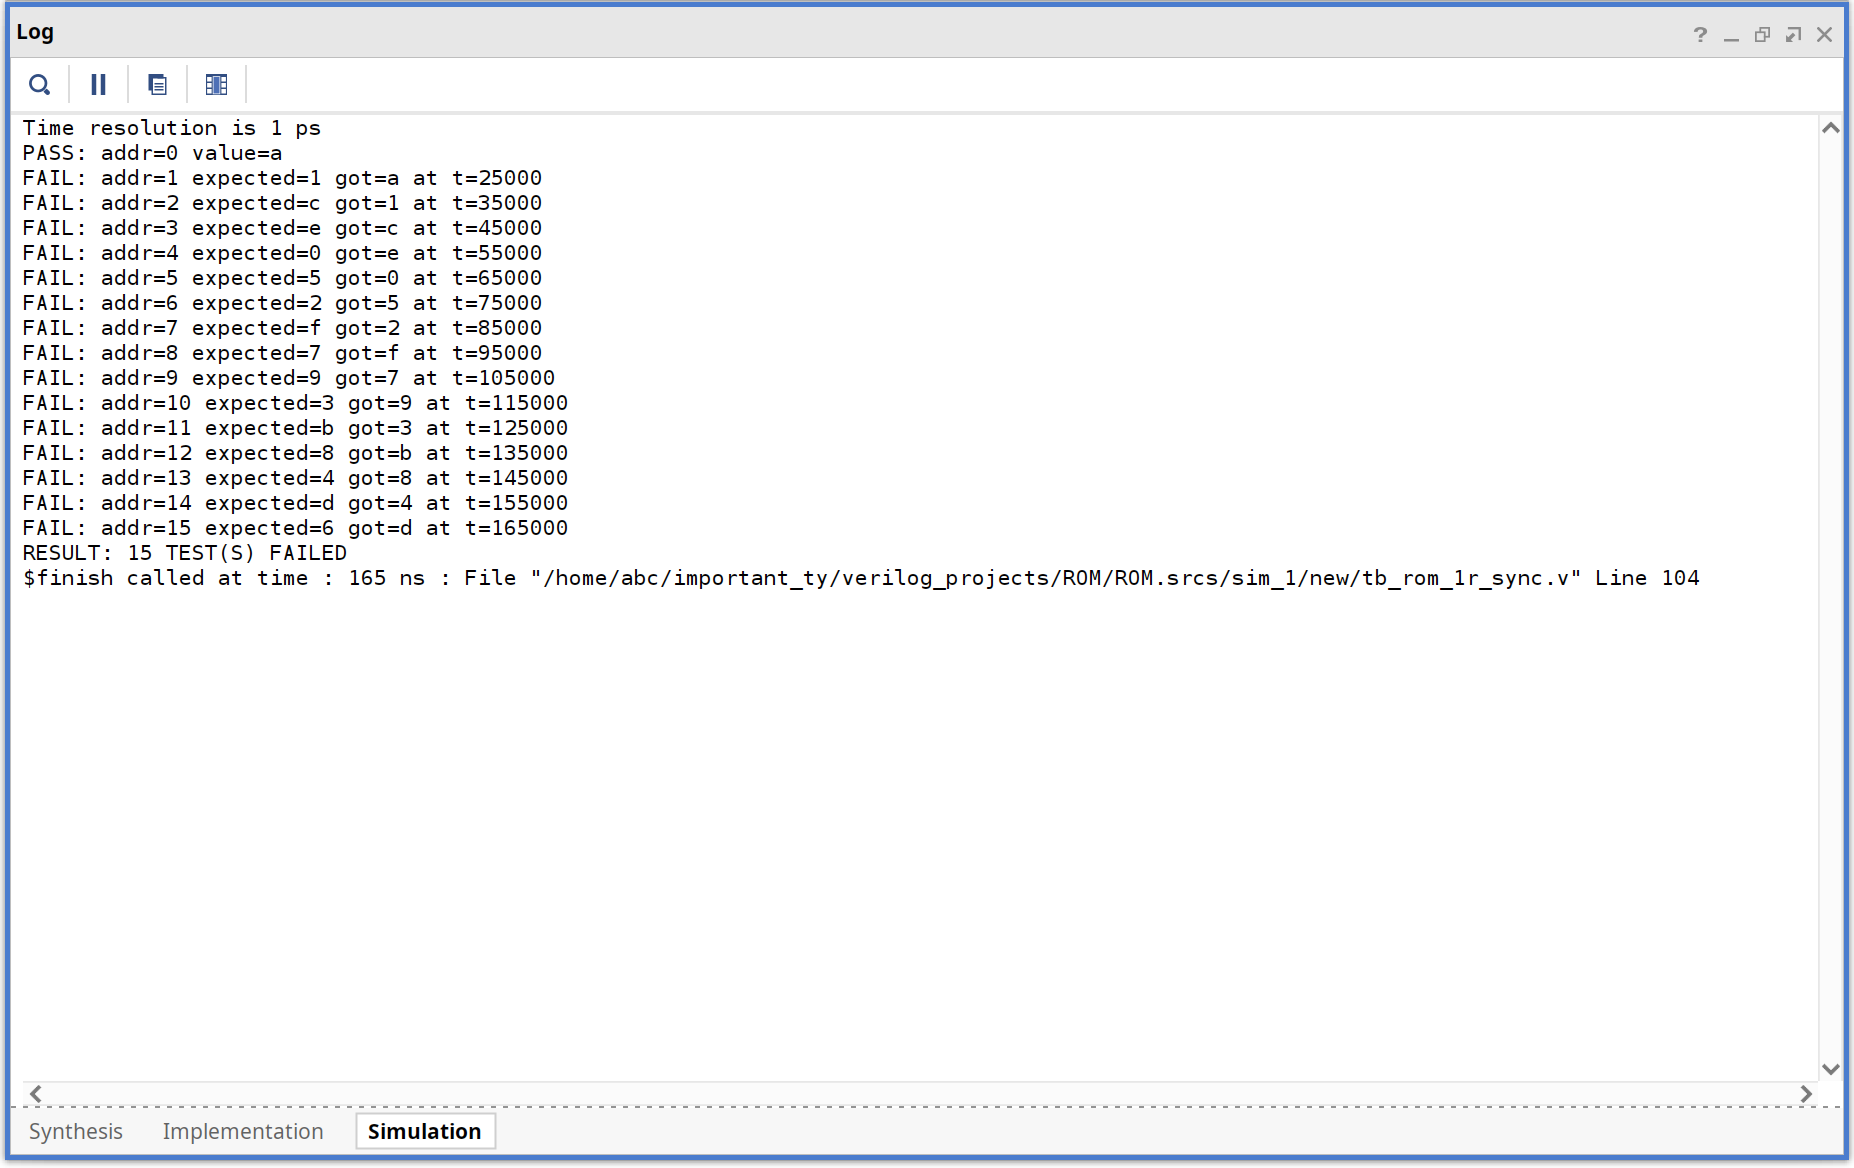 Log
Time resolution is 1 ps
PASS: addr=0 value=a
FAIL: addr=1 expected=1 got=a at t=25000
FAIL: addr=2 expected=c got=1 at t=35000
FAIL: addr=3 expected=e got=c at t=45000
FAIL: addr=4 expected=0 got=e at t=55000
FAIL: addr=5 expected=5 got=0 at t=65000
FAIL: addr=6 expected=2 got=5 at t=75000
FAIL: addr=7 expected=f got=2 at t=85000
FAIL: addr=8 expected=7 got=f at t=95000
FAIL: addr=9 expected=9 got=7 at t=105000
FAIL: addr=10 expected=3 got=9 at t=115000
FAIL: addr=11 expected=b got=3 at t=125000
FAIL: addr=12 expected=8 got=b at t=135000
FAIL: addr=13 expected=4 got=8 at t=145000
FAIL: addr=14 expected=d got=4 at t=155000
FAIL: addr=15 expected=6 got=d at t=165000
RESULT: 15 TEST(S) FAILED
$finish called at time : 165 ns : File "/home/abc/important_ty/verilog_projects/ROM/ROM.srcs/sim_1/new/tb_rom_1r_sync.v" Line 104
Synthesis Implementation Simulation